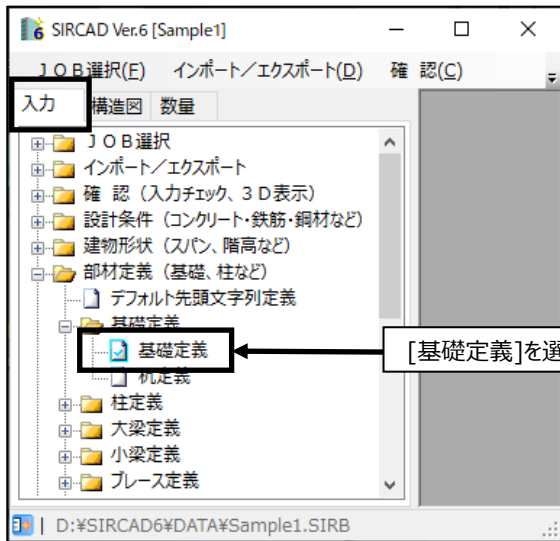 SIRCAD Ver.6 [Sample1]
ＪＯＢ選択(F) インポート／エクスポート(D) 確 認(C)
入力 構造図 数量
ＪＯＢ選択
インポート／エクスポート
確 認（入力チェック、３Ｄ表示）
設計条件（コンクリート・鉄筋・鋼材など）
建物形状（スパン、階高など）
部材定義（基礎、柱など）
デフォルト先頭文字列定義
基礎定義
基礎定義
[基礎定義]を選
杭定義
柱定義
大梁定義
小梁定義
ブレース定義
D:¥SIRCAD6¥DATA¥Sample1.SIRB